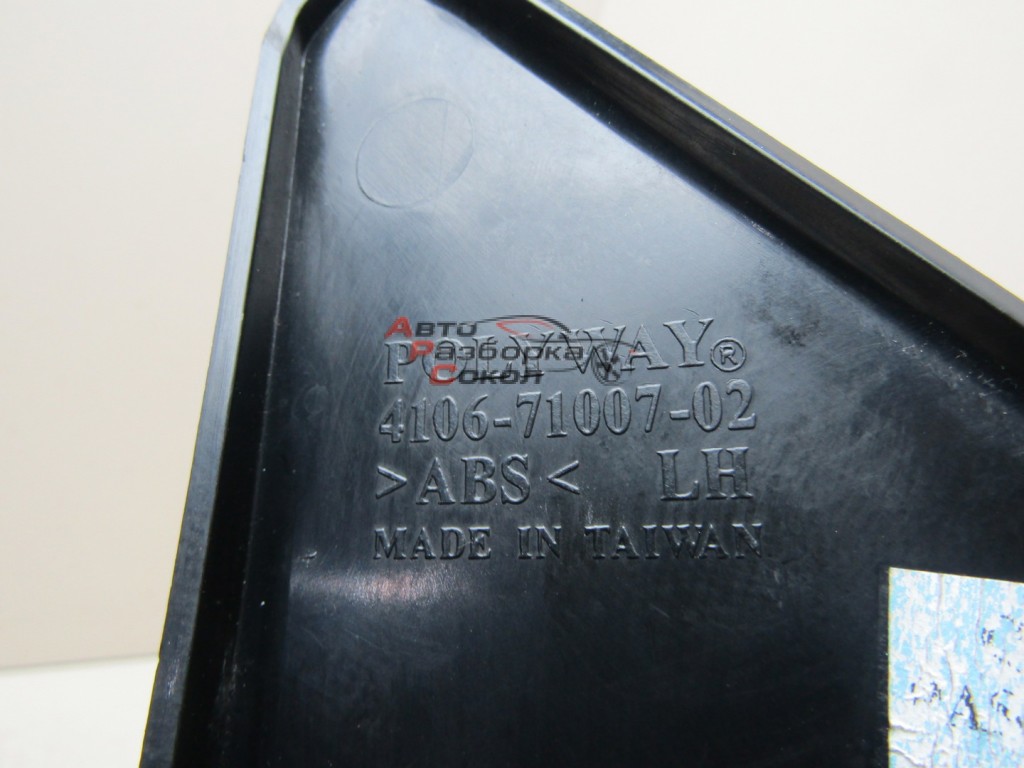 POLYWAY®
Авто
Разборка
Сокол
4106-71007-02
>ABS< LH
MADE IN TAIWAN